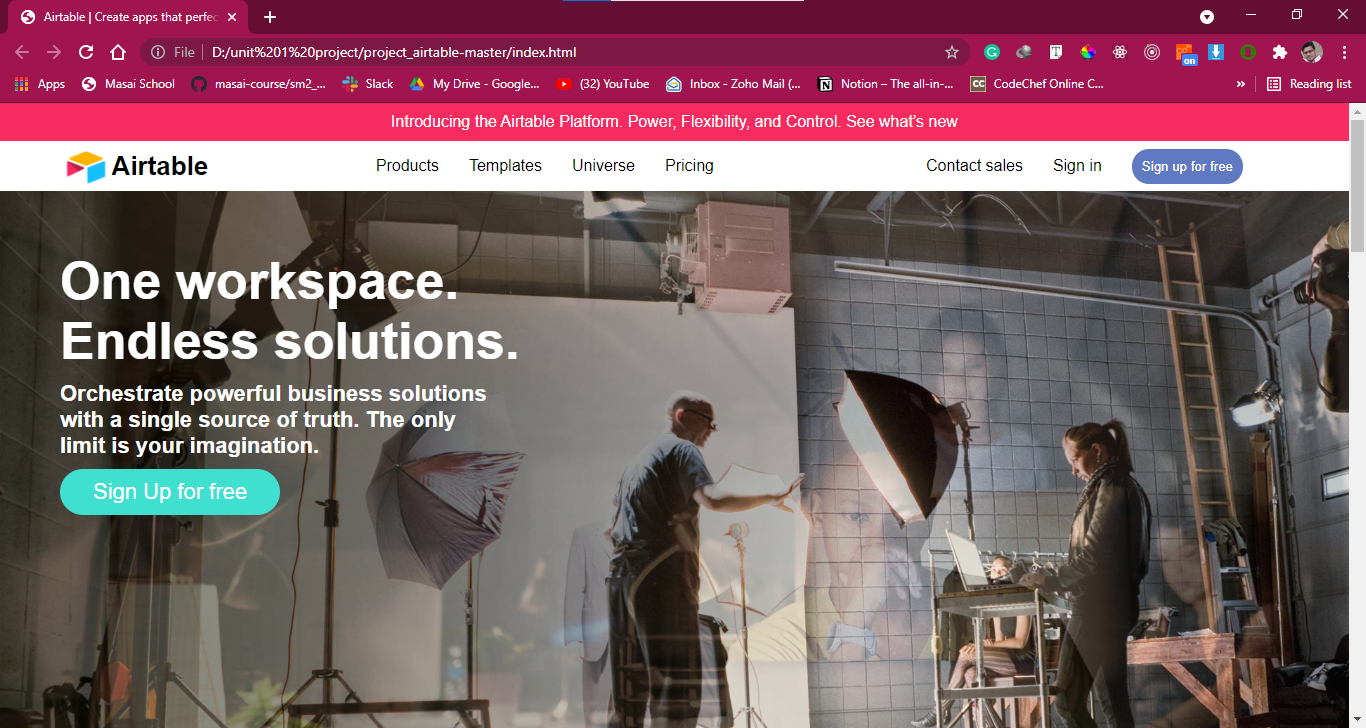 Airtable | Create apps that perfec
File
D:/unit%201%20project/project_airtable-master/index.html
on
Apps
Masai School
masai-course/sm2_...
Slack
My Drive - Google...
(32) YouTube
Inbox - Zoho Mail (...
Notion – The all-in-...
CC
CodeChef Online C...
»
Reading list
Introducing the Airtable Platform. Power, Flexibility, and Control. See what's new
Airtable
Products
Templates
Universe
Pricing
Contact sales
Sign in
Sign up for free
One workspace.
Endless solutions.
Orchestrate powerful business solutions
with a single source of truth. The only
limit is your imagination.
Sign Up for free